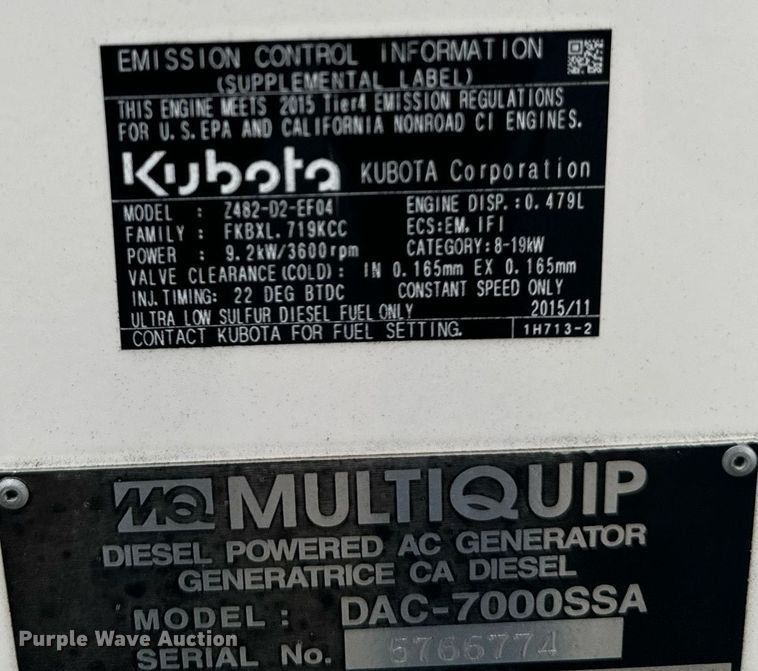 EMISSION CONTROL INFORMATION
(SUPPLEMENTAL LABEL)
THIS ENGINE MEETS 2015 Tier4 EMISSION REGULATIONS
FOR U.S. EPA AND CALIFORNIA NONROAD CI ENGINES.
Kubota KUBOTA Corporation
MODEL : Z482-D2-EF04 ENGINE DISP.:0.479L
FAMILY : FKBXL.719KCC ECS:EM, IFI
POWER : 9.2kW/3600rpm CATEGORY:8-19kW
VALVE CLEARANCE(COLD): IN 0.165mm EX 0.165mm
INJ.TIMING: 22 DEG BTDC CONSTANT SPEED ONLY
ULTRA LOW SULFUR DIESEL FUEL ONLY 2015/11
CONTACT KUBOTA FOR FUEL SETTING. 1H713-2
MQ MULTIQUIP
DIESEL POWERED AC GENERATOR
GENERATRICE CA DIESEL
MODEL : DAC-7000SSA
SERIAL No. 5766774
Purple Wave Auction